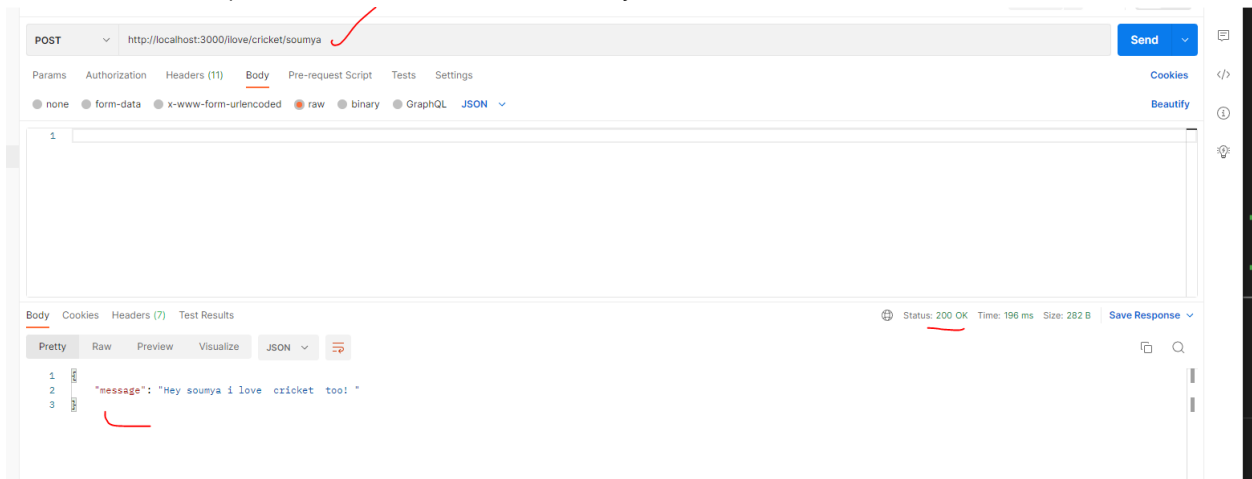 POST http://localhost:3000/ilove/cricket/soumya Send
Params Authorization Headers (11) Body Pre-request Script Tests Settings Cookies
none form-data x-www-form-urlencoded raw binary GraphQL JSON Beautify
1
Body Cookies Headers (7) Test Results Status: 200 OK Time: 196 ms Size: 282 B Save Response
Pretty Raw Preview Visualize JSON
1 {
2 "message": "Hey soumya i love  cricket  too! "
3 }